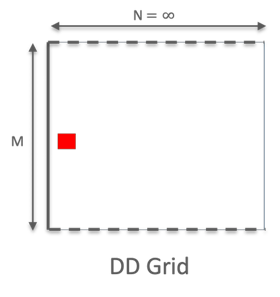 N = ∞
M
DD Grid